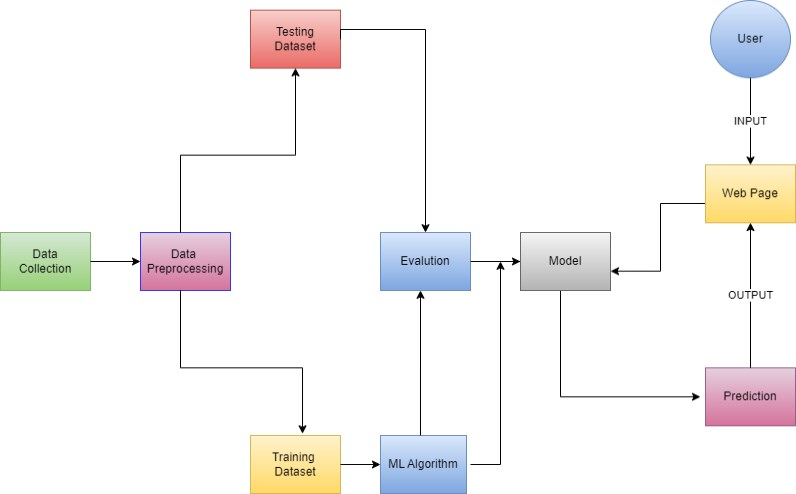 Testing
Dataset
User
INPUT
Web Page
Data
Collection
Data
Preprocessing
Evalution
Model
OUTPUT
Prediction
Training
Dataset
ML Algorithm